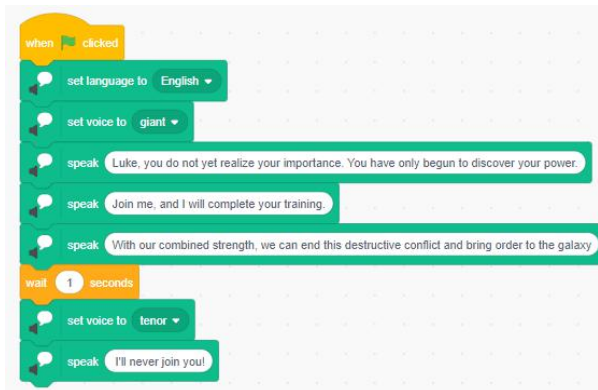 when clicked
set language to English
set voice to giant
speak Luke, you do not yet realize your importance. You have only begun to discover your power.
speak Join me, and I will complete your training.
speak With our combined strength, we can end this destructive conflict and bring order to the galaxy
wait 1 seconds
set voice to tenor
speak I'll never join you!